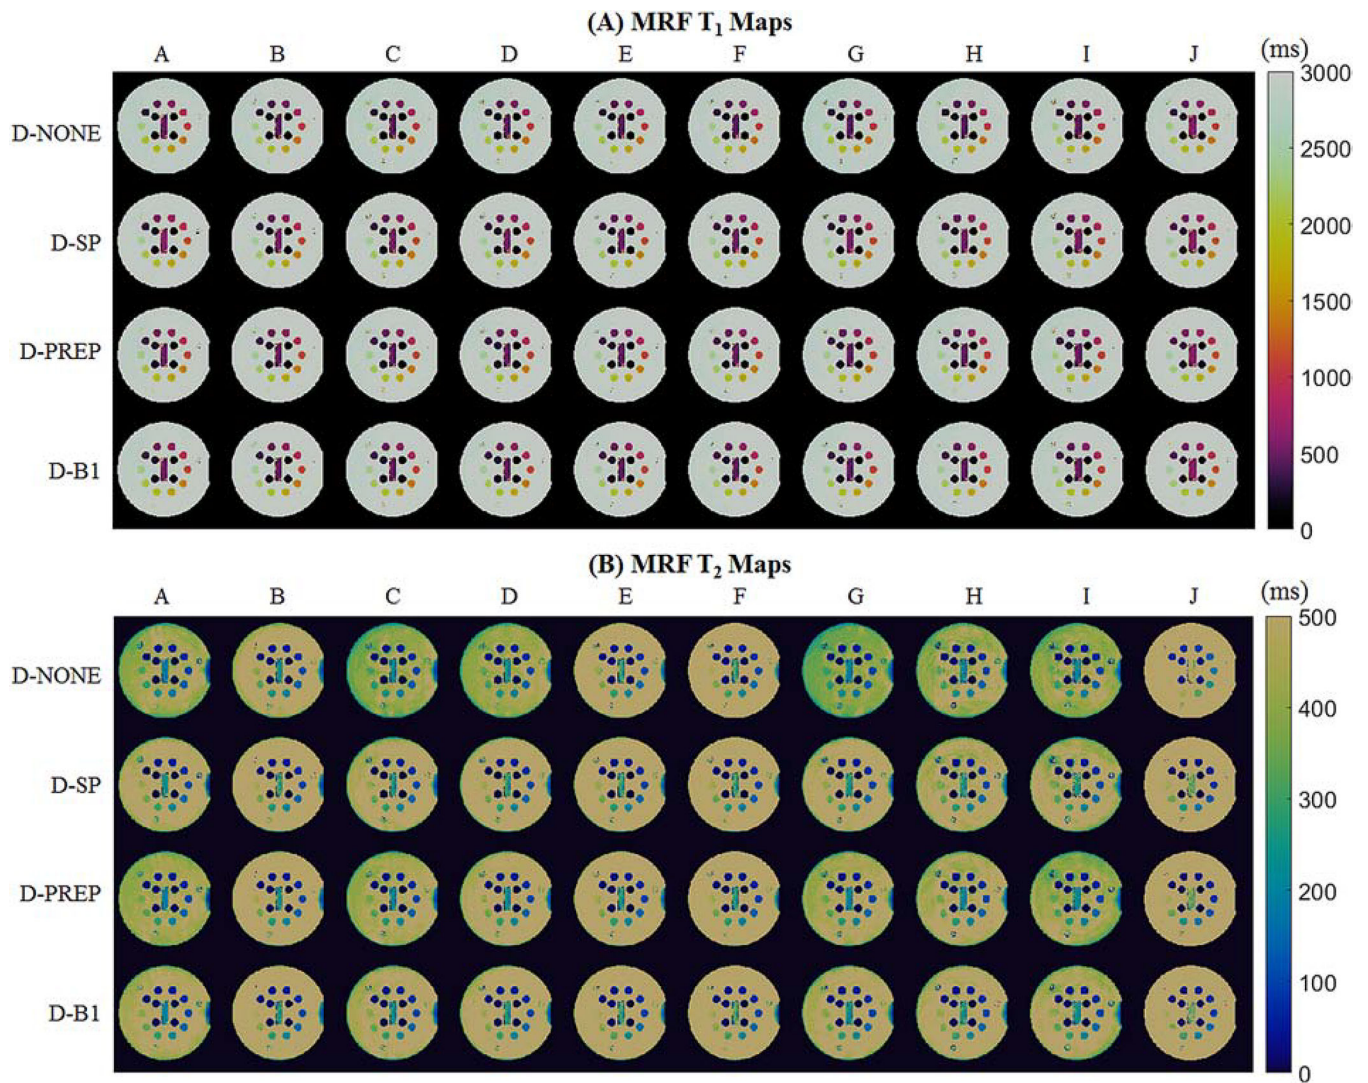 (A) MRF T₁ Maps
A B C D E F G H I J (ms)
3000
D-NONE
2500
D-SP
2000
1500
D-PREP
1000
D-B1
500
0
(B) MRF T₂ Maps
A B C D E F G H I J (ms)
500
D-NONE
400
D-SP
300
D-PREP
200
100
D-B1
0